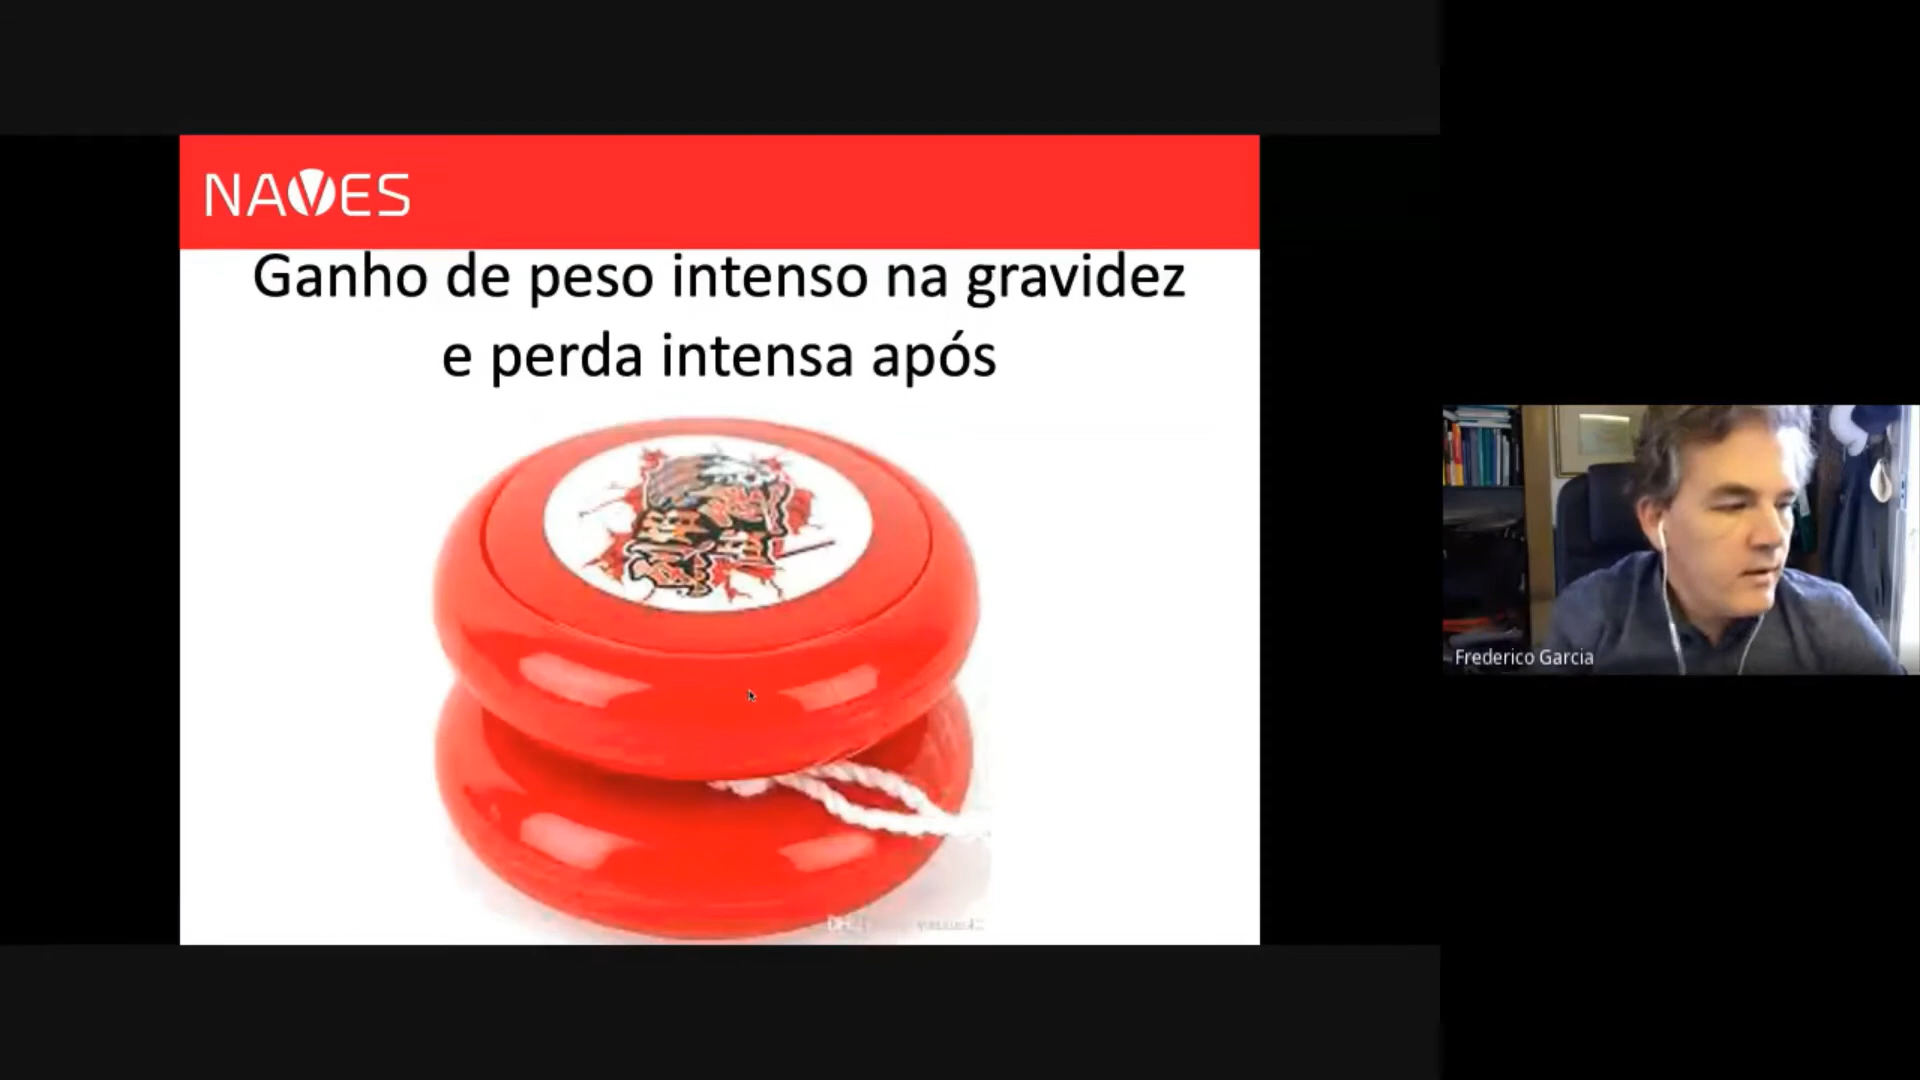 NAVES
Ganho de peso intenso na gravidez
e perda intensa após
Frederico Garcia